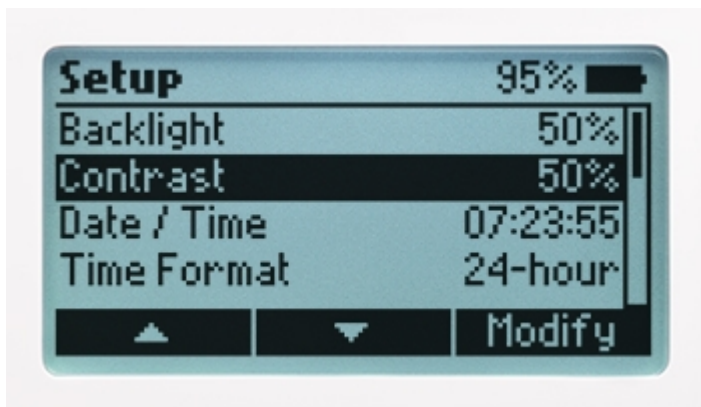 Setup 95%
Backlight 50%
Contrast 50%
Date / Time 07:23:55
Time Format 24-hour
Modify